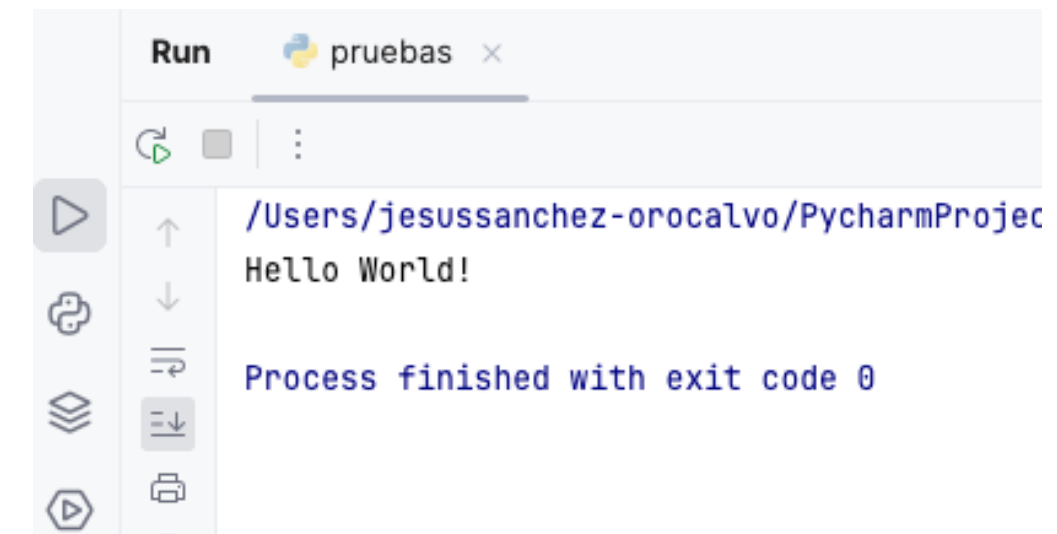 Run pruebas
/Users/jesussanchez-orocalvo/PycharmProjec
Hello World!
Process finished with exit code 0